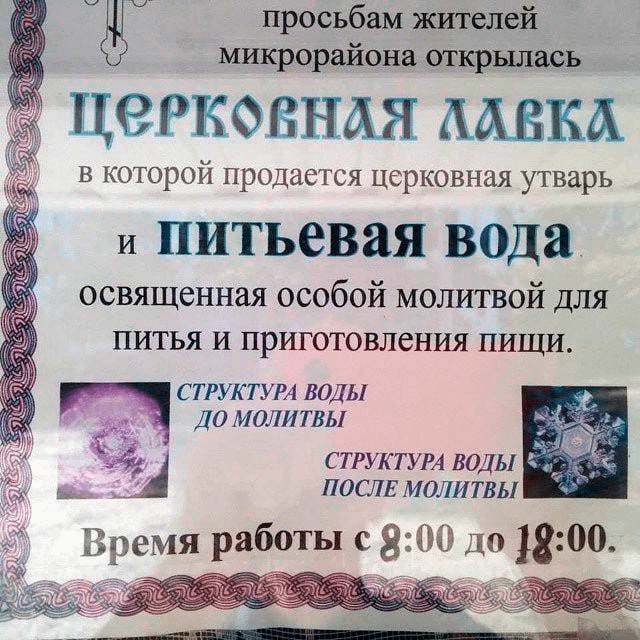 просьбам жителей
микрорайона открылась
ЦЕРКОВНАЯ ЛАВКА
в которой продается церковная утварь
и ПИТЬЕВАЯ ВОДА
освященная особой молитвой для
питья и приготовления пищи.
СТРУКТУРА ВОДЫ
ДО МОЛИТВЫ
СТРУКТУРА ВОДЫ
ПОСЛЕ МОЛИТВЫ
Время работы с 8:00 до 18:00.